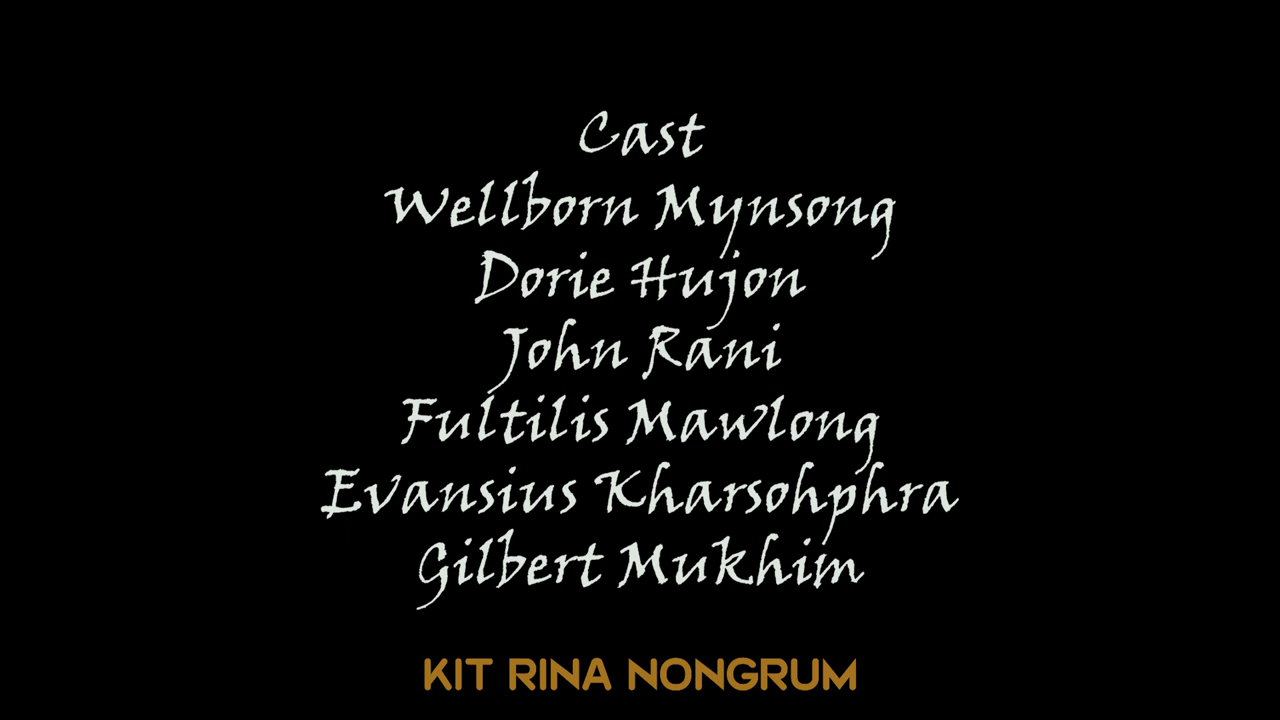 Cast
Wellborn Mynsong
Dorie Hujon
John Rani
Fultilis Mawlong
Evansius Kharsohphra
Gilbert Mukhim
KIT RINA NONGRUM